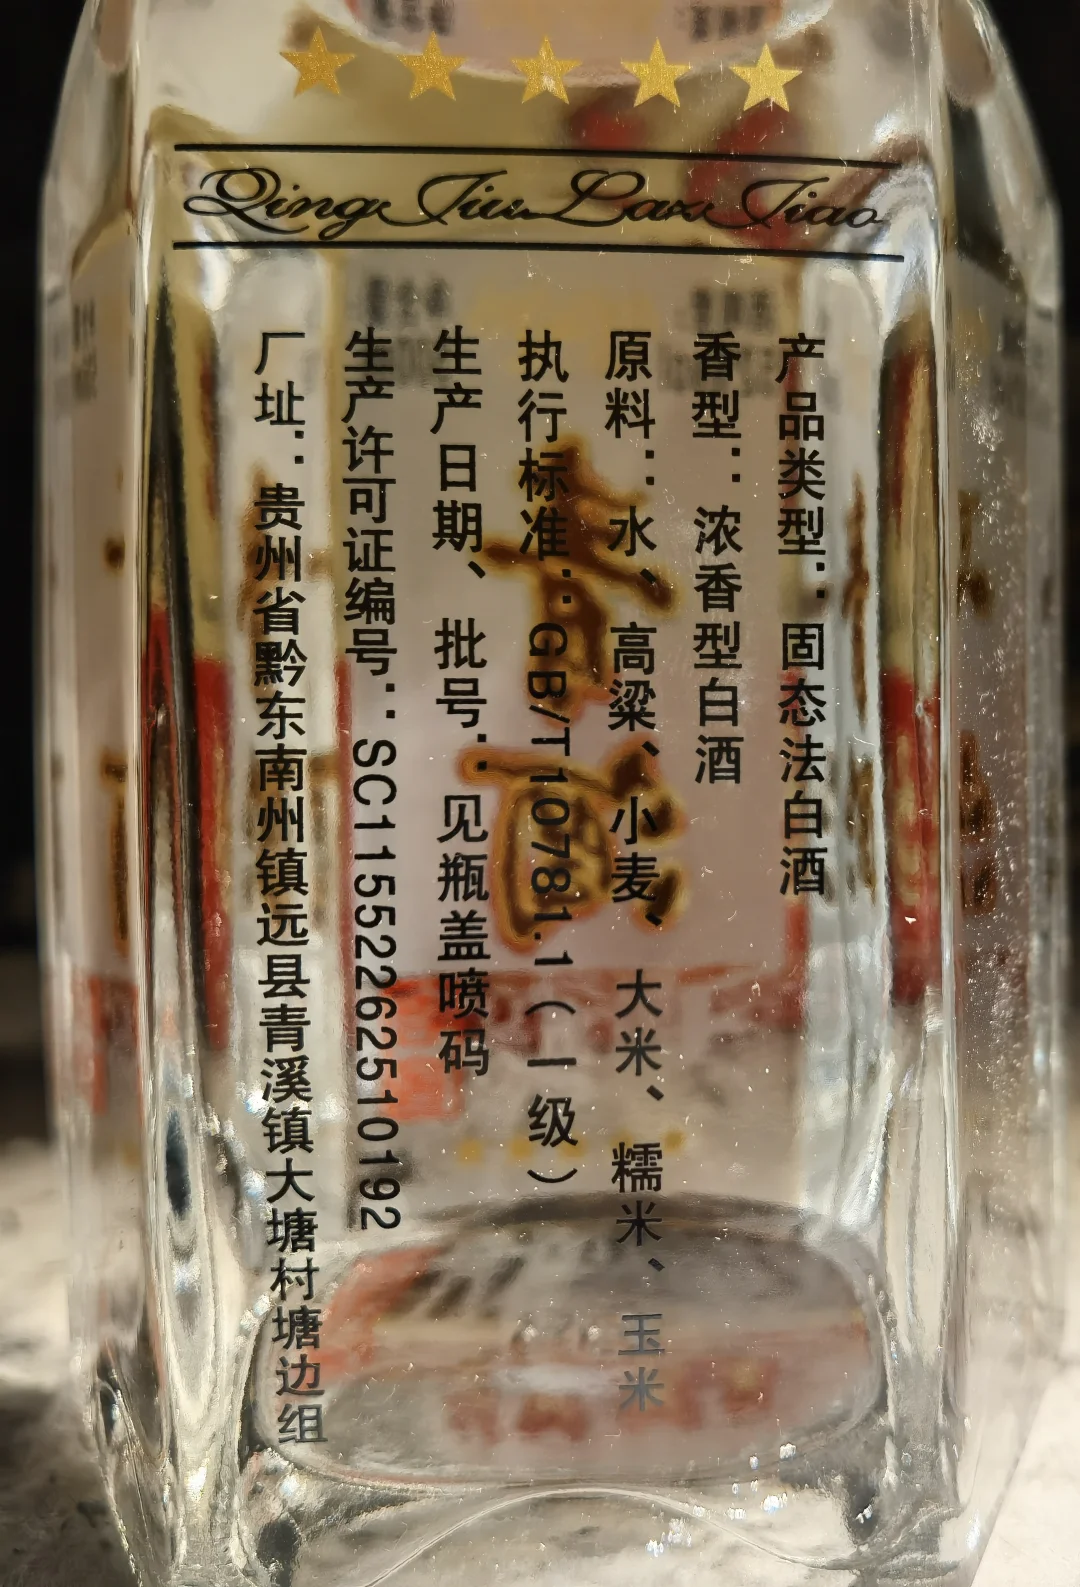 Qing Jiu Lao Jiao
产品类型：固态法白酒
香型：浓香型白酒
原料：水、高粱、小麦、大米、糯米、玉米
执行标准：GB/T10781.1（一级）
生产日期、批号：见瓶盖喷码
生产许可证编号：SC11552262510192
厂址：贵州省黔东南州镇远县青溪镇大塘村塘边组